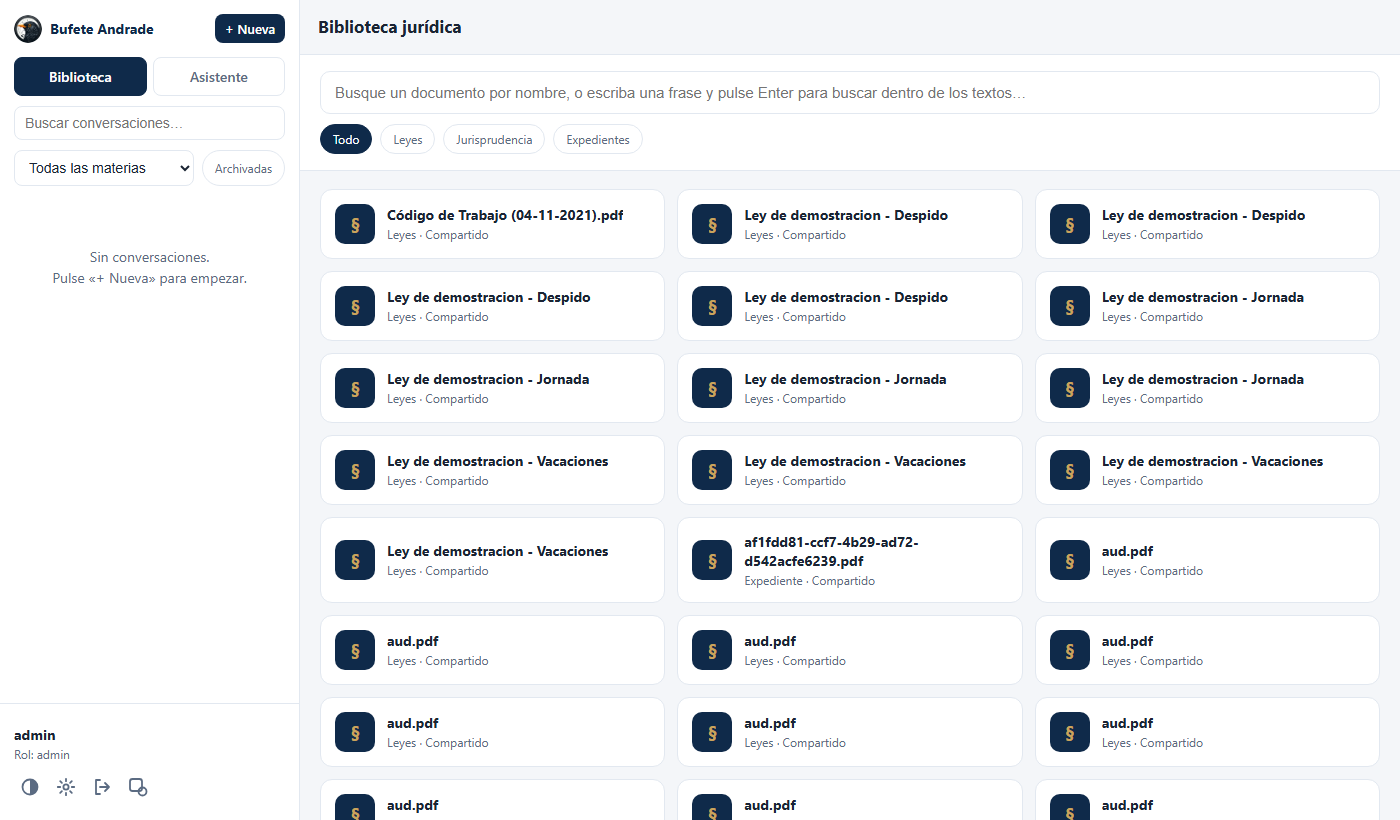 Bufete Andrade
+ Nueva
Biblioteca
Asistente
Buscar conversaciones...
Todas las materias
Archivadas
Sin conversaciones.
Pulse «+ Nueva» para empezar.
admin
Rol: admin
Biblioteca jurídica
Busque un documento por nombre, o escriba una frase y pulse Enter para buscar dentro de los textos...
Todo
Leyes
Jurisprudencia
Expedientes
§
Código de Trabajo (04-11-2021).pdf
Leyes · Compartido
§
Ley de demostracion - Despido
Leyes · Compartido
§
Ley de demostracion - Despido
Leyes · Compartido
§
Ley de demostracion - Despido
Leyes · Compartido
§
Ley de demostracion - Despido
Leyes · Compartido
§
Ley de demostracion - Jornada
Leyes · Compartido
§
Ley de demostracion - Jornada
Leyes · Compartido
§
Ley de demostracion - Jornada
Leyes · Compartido
§
Ley de demostracion - Jornada
Leyes · Compartido
§
Ley de demostracion - Vacaciones
Leyes · Compartido
§
Ley de demostracion - Vacaciones
Leyes · Compartido
§
Ley de demostracion - Vacaciones
Leyes · Compartido
§
Ley de demostracion - Vacaciones
Leyes · Compartido
§
af1fdd81-ccf7-4b29-ad72-
d542acfe6239.pdf
Expediente · Compartido
§
aud.pdf
Leyes · Compartido
§
aud.pdf
Leyes · Compartido
§
aud.pdf
Leyes · Compartido
§
aud.pdf
Leyes · Compartido
§
aud.pdf
Leyes · Compartido
§
aud.pdf
Leyes · Compartido
§
aud.pdf
Leyes · Compartido
§
aud.pdf
§
aud.pdf
§
aud.pdf